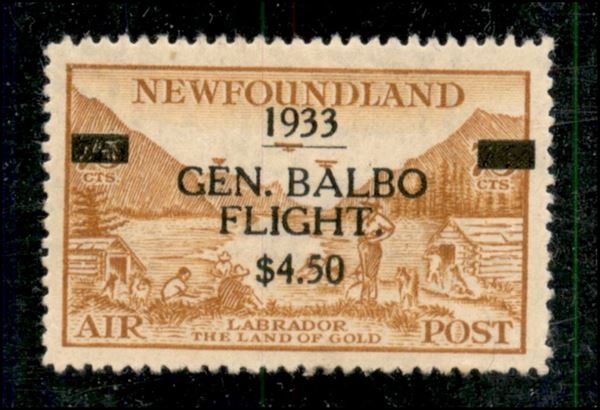 NEWFOUNDLAND
1933
GEN. BALBO
FLIGHT.
$4.50
CTS. CTS.
AIR POST
LABRADOR
THE LAND OF GOLD